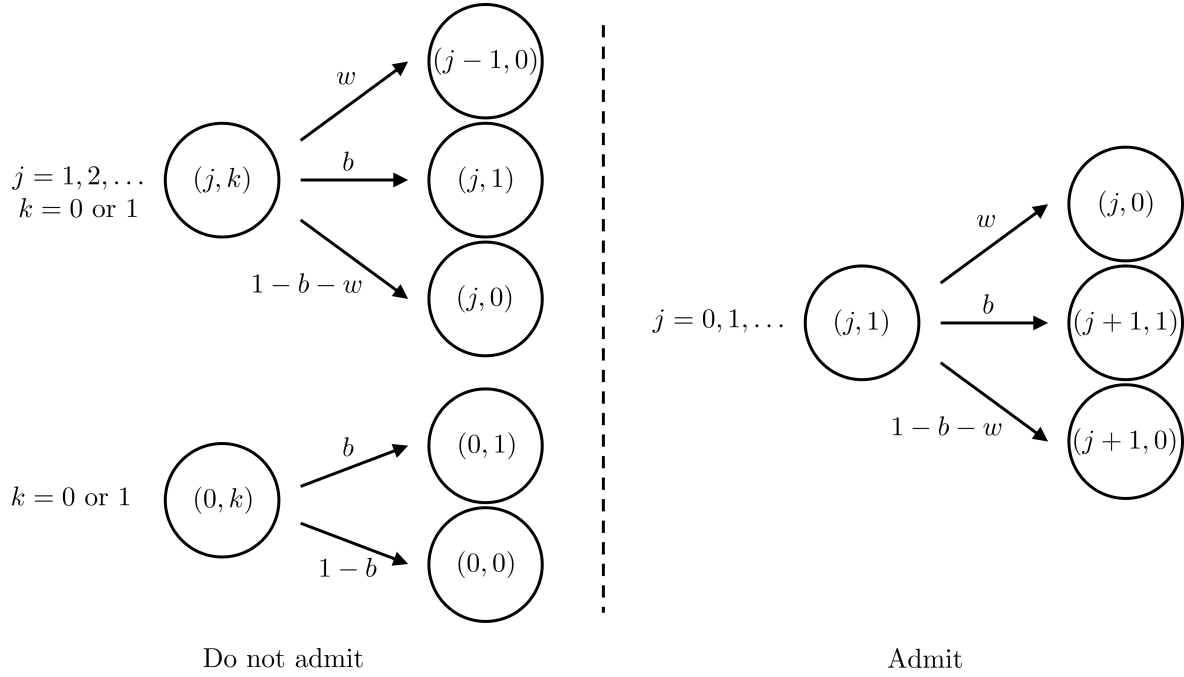 (j − 1, 0)
w
j = 1, 2, …
k = 0 or 1
(j, k)
b
(j, 1)
1 − b − w
(j, 0)
k = 0 or 1
(0, k)
b
(0, 1)
1 − b
(0, 0)
Do not admit
j = 0, 1, …
(j, 1)
w
(j, 0)
b
(j + 1, 1)
1 − b − w
(j + 1, 0)
Admit